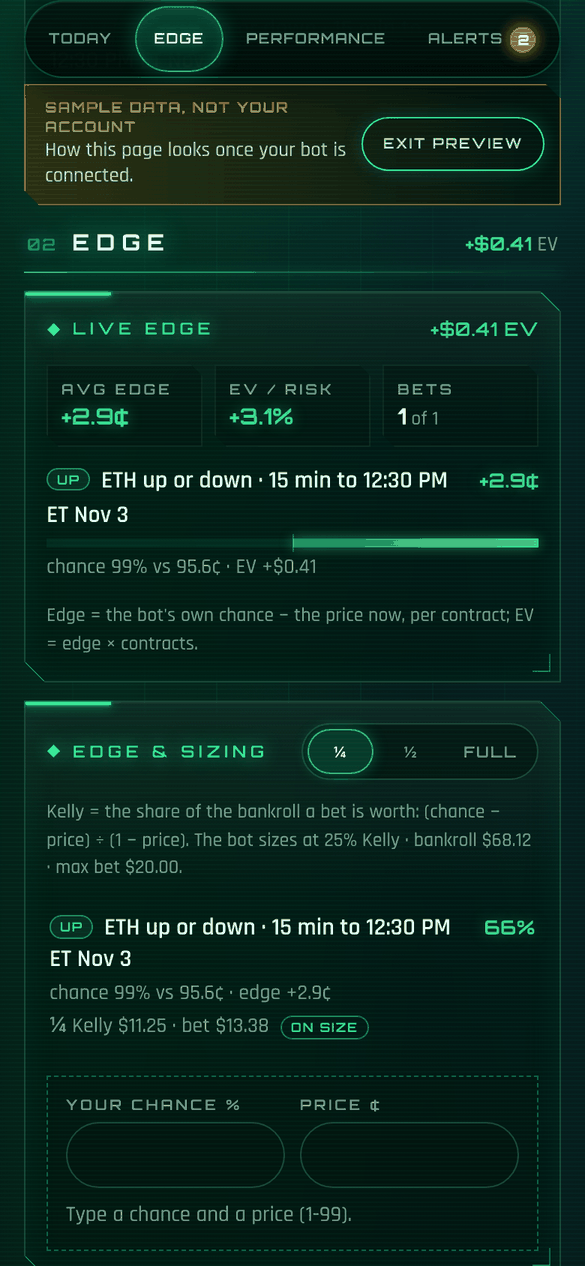 TODAY EDGE PERFORMANCE ALERTS 2
SAMPLE DATA, NOT YOUR
ACCOUNT
How this page looks once your bot is
connected.
EXIT PREVIEW
02 EDGE +$0.41 EV
◆ LIVE EDGE +$0.41 EV
AVG EDGE EV / RISK BETS
+2.9¢ +3.1% 1 of 1
UP ETH up or down · 15 min to 12:30 PM +2.9¢
ET Nov 3
chance 99% vs 95.6¢ · EV +$0.41
Edge = the bot's own chance − the price now, per contract; EV
= edge × contracts.
◆ EDGE & SIZING ¼ ½ FULL
Kelly = the share of the bankroll a bet is worth: (chance −
price) ÷ (1 − price). The bot sizes at 25% Kelly · bankroll $68.12
· max bet $20.00.
UP ETH up or down · 15 min to 12:30 PM 66%
ET Nov 3
chance 99% vs 95.6¢ · edge +2.9¢
¼ Kelly $11.25 · bet $13.38 ON SIZE
YOUR CHANCE % PRICE ¢
Type a chance and a price (1-99).